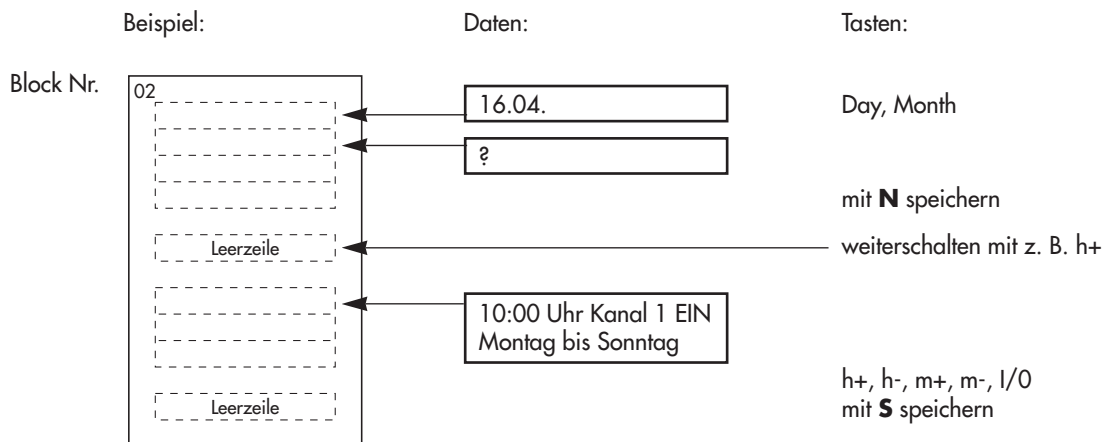 Beispiel: Daten: Tasten:
Block Nr. 02
16.04. Day, Month
?
mit N speichern
Leerzeile weiterschalten mit z. B. h+
10:00 Uhr Kanal 1 EIN
Montag bis Sonntag
h+, h-, m+, m-, I/0
Leerzeile mit S speichern